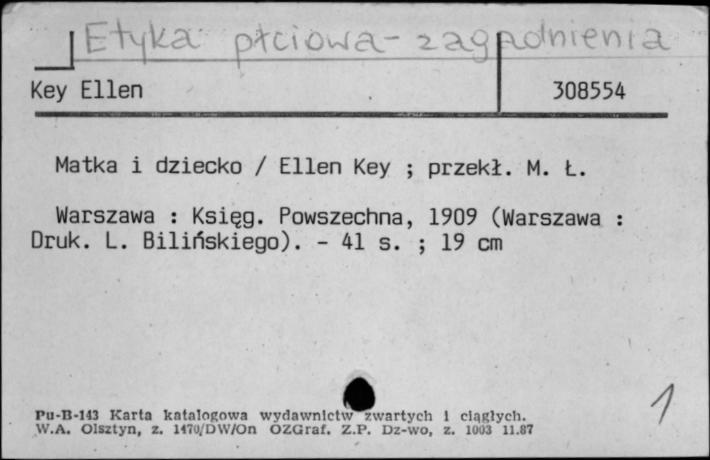 Etyka płciowa - zagadnienia
Key Ellen 308554
Matka i dziecko / Ellen Key ; przekł. M. Ł.
Warszawa : Księg. Powszechna, 1909 (Warszawa :
Druk. L. Bilińskiego). - 41 s. ; 19 cm
Pu-B-143 Karta katalogowa wydawnictw zwartych i ciągłych.
W.A. Olsztyn, z. 1470/DW/On OZGraf. Z.P. Dz-wo, z. 1003 11.87
1